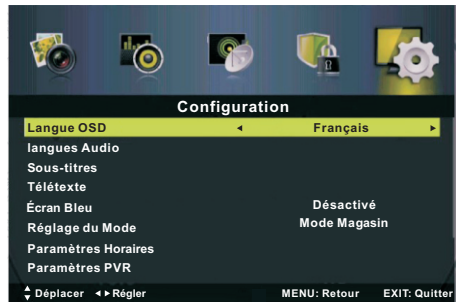 Configuration
Langue OSD ◄ Français ►
langues Audio
Sous-titres
Télétexte
Écran Bleu Désactivé
Réglage du Mode Mode Magasin
Paramètres Horaires
Paramètres PVR
Déplacer ◄►Régler MENU: Retour EXIT: Quitter